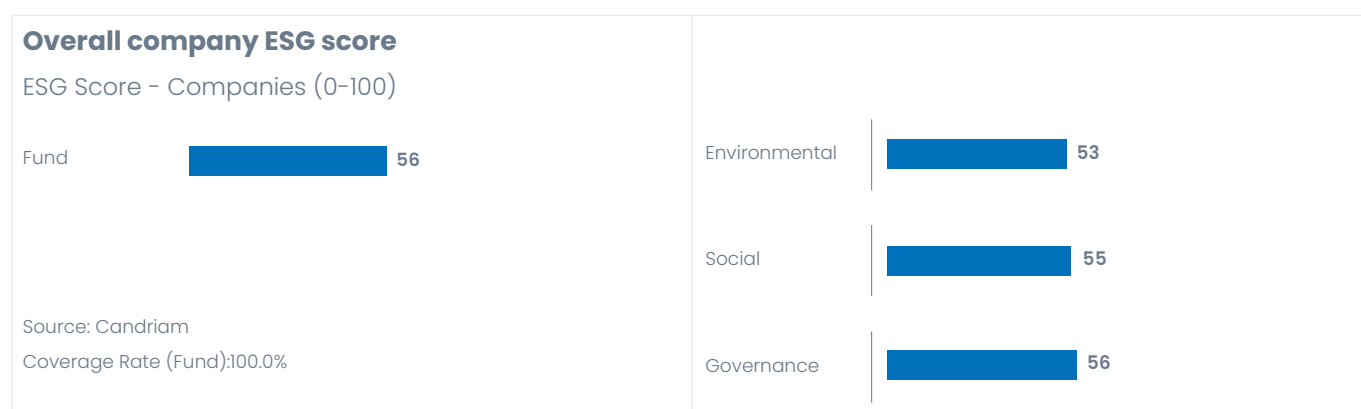 Overall company ESG score
ESG Score - Companies (0-100)
Fund 56
Source: Candriam
Coverage Rate (Fund):100.0%
Environmental 53
Social 55
Governance 56